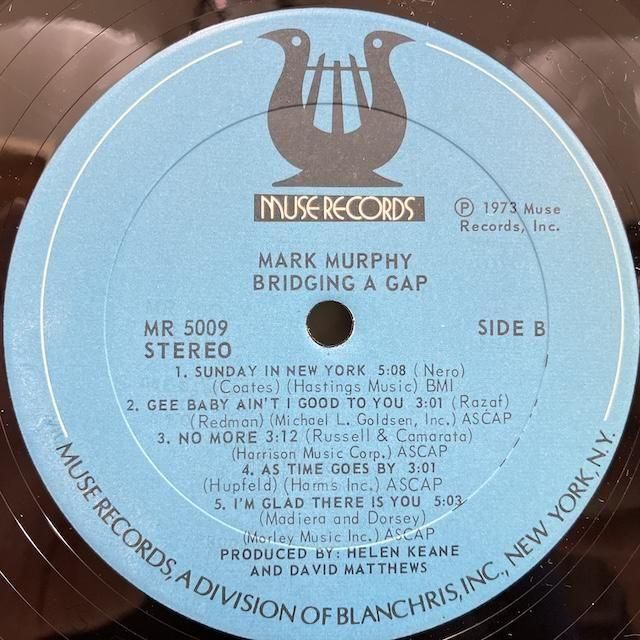 MUSE RECORDS
Ⓟ 1973 Muse
Records, Inc.
MARK MURPHY
BRIDGING A GAP
MR 5009
STEREO
SIDE B
1. SUNDAY IN NEW YORK 5:08 (Nero)
(Coates) (Hastings Music) BMI
2. GEE BABY AIN'T I GOOD TO YOU 3:01 (Razaf)
(Redman) (Michael L. Goldsen, Inc.) ASCAP
3. NO MORE 3:12 (Russell & Camarata)
(Harrison Music Corp.) ASCAP
4. AS TIME GOES BY 3:01
(Hupfeld) (Harms Inc.) ASCAP
5. I'M GLAD THERE IS YOU 5:03
(Madiera and Dorsey)
(Morley Music Inc.) ASCAP
PRODUCED BY: HELEN KEANE
AND DAVID MATTHEWS
MUSE RECORDS, A DIVISION OF BLANCHRIS, INC., NEW YORK, N.Y.